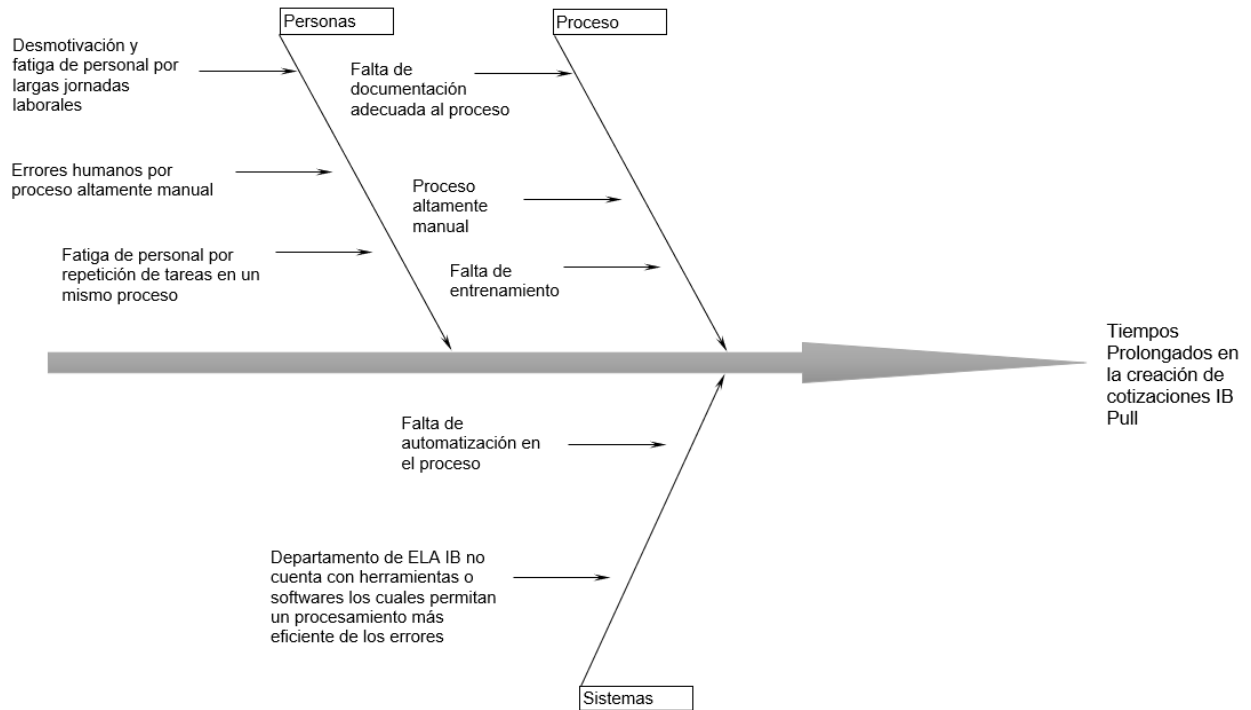 Personas
Proceso
Desmotivación y
fatiga de personal por
largas jornadas
laborales
Falta de
documentación
adecuada al proceso
Errores humanos por
proceso altamente manual
Proceso
altamente
manual
Fatiga de personal por
repetición de tareas en un
mismo proceso
Falta de
entrenamiento
Tiempos
Prolongados en
la creación de
cotizaciones IB
Pull
Falta de
automatización en
el proceso
Departamento de ELA IB no
cuenta con herramientas o
softwares los cuales permitan
un procesamiento más
eficiente de los errores
Sistemas